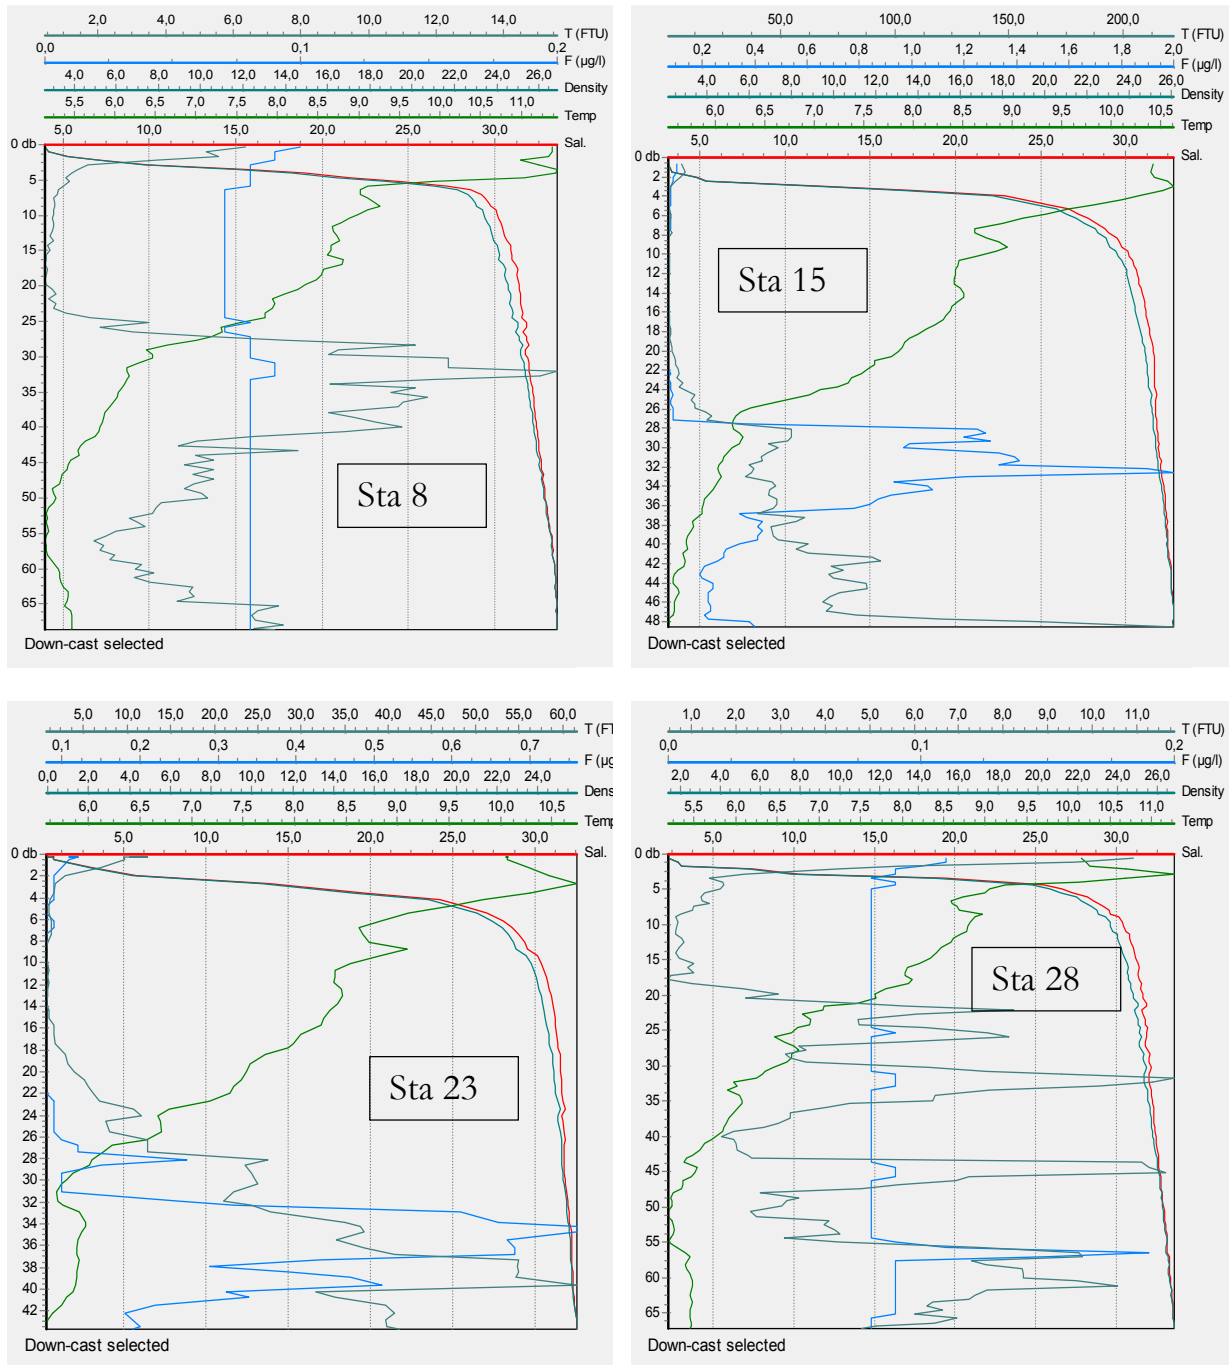 2,0 4,0 6,0 8,0 10,0 12,0 14,0
T (FTU)
0,0 0,1 0,2
F (µg/l)
4,0 6,0 8,0 10,0 12,0 14,0 16,0 18,0 20,0 22,0 24,0 26,0
Density
5,5 6,0 6,5 7,0 7,5 8,0 8,5 9,0 9,5 10,0 10,5 11,0
Temp
5,0 10,0 15,0 20,0 25,0 30,0
0 db Sal.
5
10
15
20
25
30
35
40
45
50
55
60
65
Sta 8
Down-cast selected
50,0 100,0 150,0 200,0
T (FTU)
0,2 0,4 0,6 0,8 1,0 1,2 1,4 1,6 1,8 2,0
F (µg/l)
4,0 6,0 8,0 10,0 12,0 14,0 16,0 18,0 20,0 22,0 24,0 26,0
Density
6,0 6,5 7,0 7,5 8,0 8,5 9,0 9,5 10,0 10,5
Temp
5,0 10,0 15,0 20,0 25,0 30,0
0 db Sal.
2
4
6
8
10
12
14
16
18
20
22
24
26
28
30
32
34
36
38
40
42
44
46
48
Sta 15
Down-cast selected
5,0 10,0 15,0 20,0 25,0 30,0 35,0 40,0 45,0 50,0 55,0 60,0
T (FT
0,1 0,2 0,3 0,4 0,5 0,6 0,7
F (µg
0,0 2,0 4,0 6,0 8,0 10,0 12,0 14,0 16,0 18,0 20,0 22,0 24,0
Dens
6,0 6,5 7,0 7,5 8,0 8,5 9,0 9,5 10,0 10,5
Temp
5,0 10,0 15,0 20,0 25,0 30,0
0 db Sal.
2
4
6
8
10
12
14
16
18
20
22
24
26
28
30
32
34
36
38
40
42
Sta 23
Down-cast selected
1,0 2,0 3,0 4,0 5,0 6,0 7,0 8,0 9,0 10,0 11,0
T (FTU)
0,0 0,1 0,2
F (µg/l)
2,0 4,0 6,0 8,0 10,0 12,0 14,0 16,0 18,0 20,0 22,0 24,0 26,0
Density
5,5 6,0 6,5 7,0 7,5 8,0 8,5 9,0 9,5 10,0 10,5 11,0
Temp
5,0 10,0 15,0 20,0 25,0 30,0
0 db Sal.
5
10
15
20
25
30
35
40
45
50
55
60
65
Sta 28
Down-cast selected